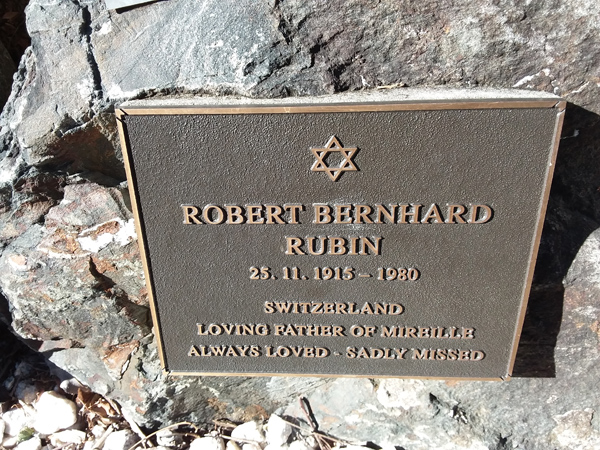 ROBERT BERNHARD
RUBIN
25. 11. 1915 – 1980
SWITZERLAND
LOVING FATHER OF MIREILLE
ALWAYS LOVED - SADLY MISSED